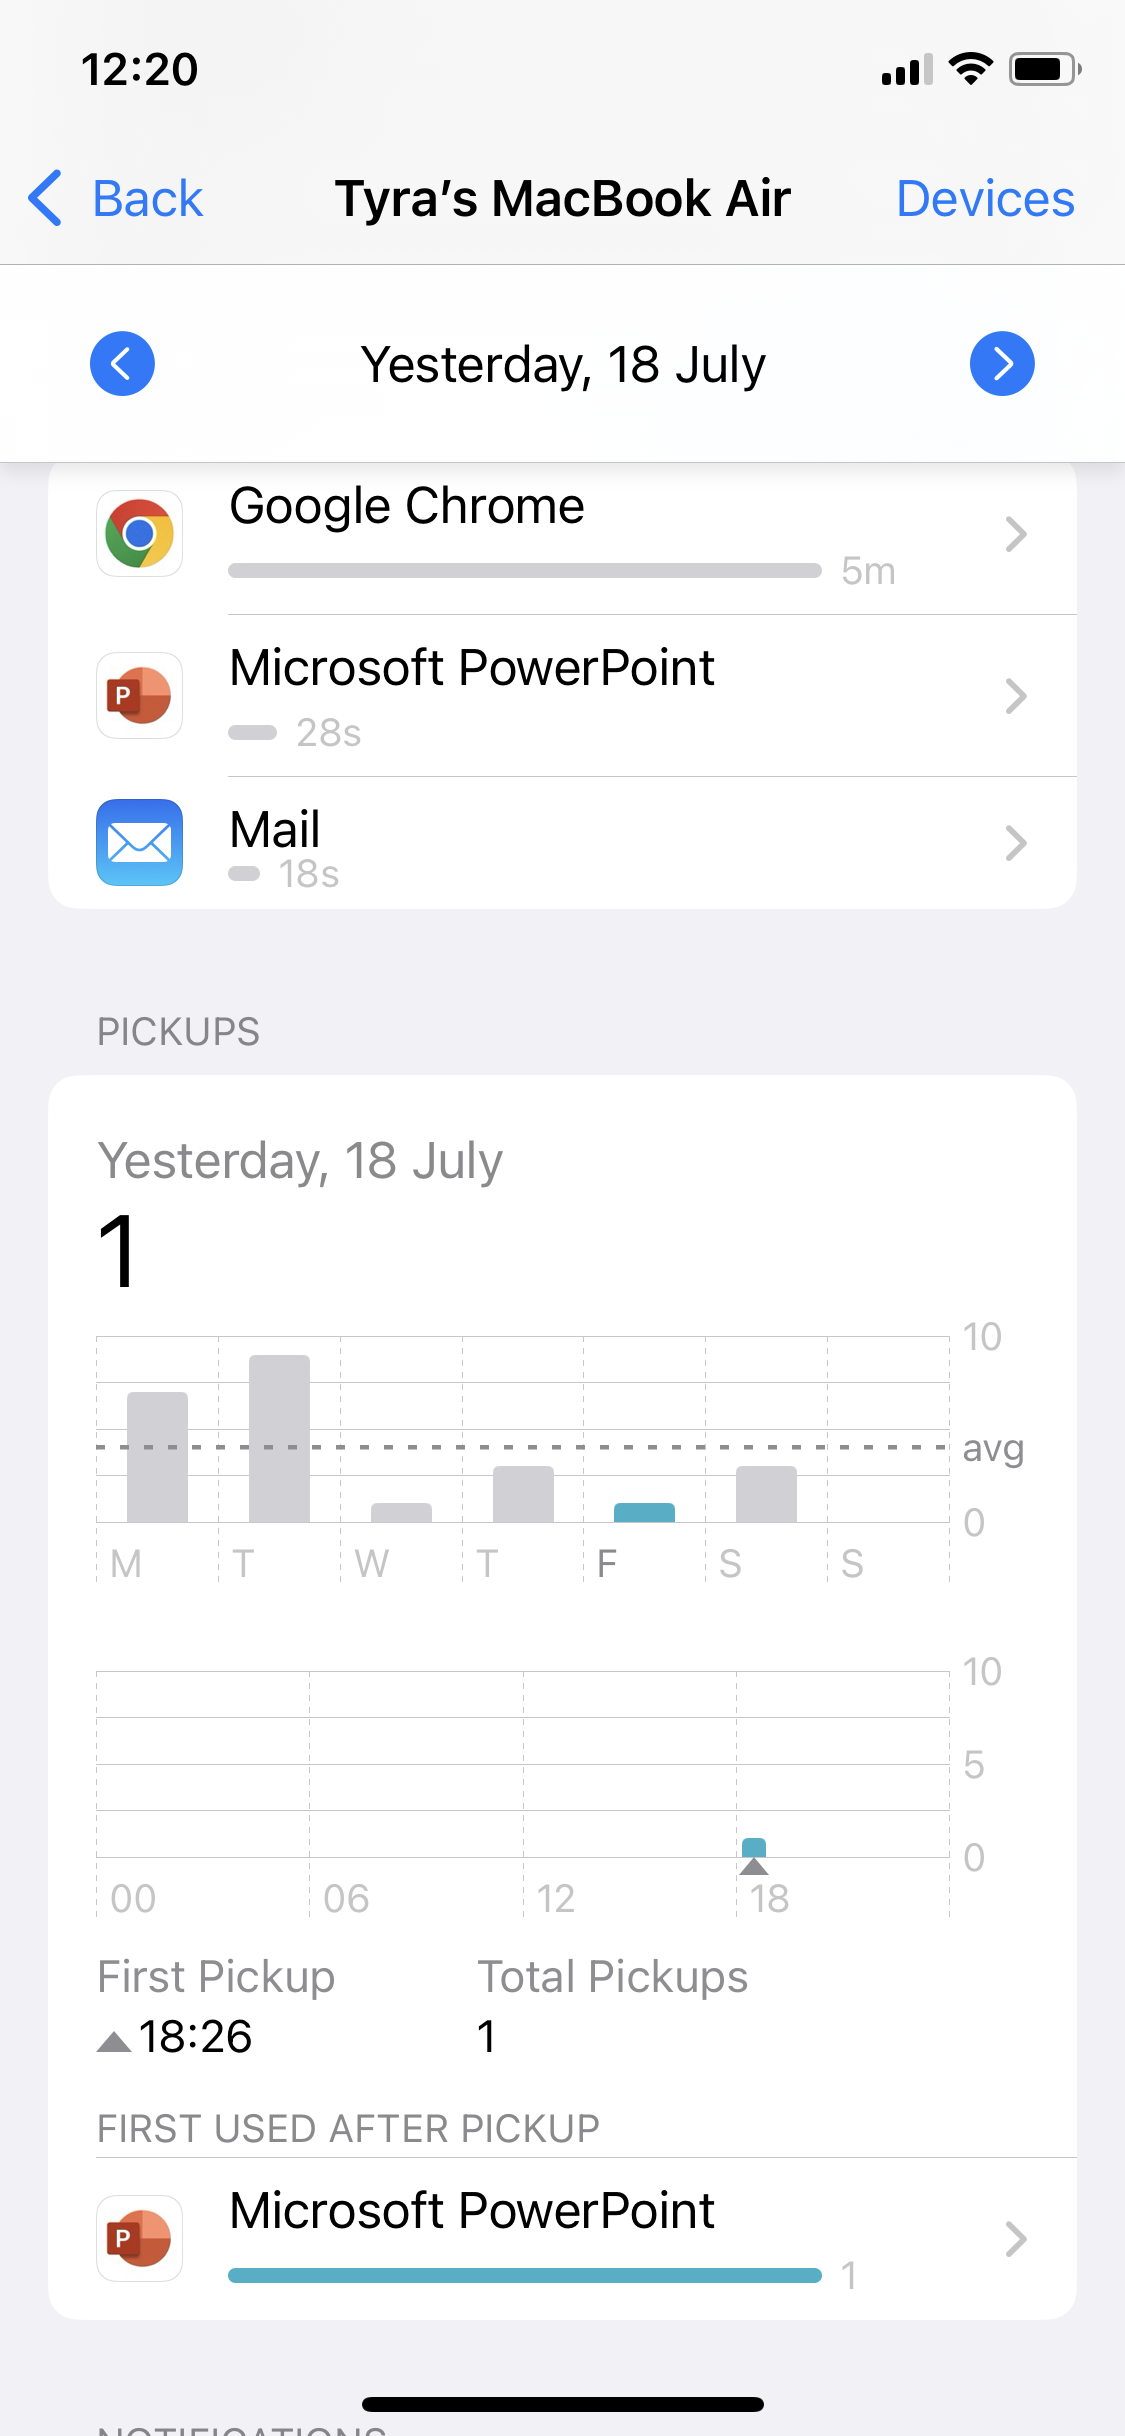 12:20
Back Tyra’s MacBook Air Devices
Yesterday, 18 July
Google Chrome
5m
P
Microsoft PowerPoint
28s
Mail
18s
PICKUPS
Yesterday, 18 July
1
10
avg
0
M T W T F S S
10
5
0
00 06 12 18
First Pickup Total Pickups
18:26 1
FIRST USED AFTER PICKUP
P
Microsoft PowerPoint
1
NOTIFICATIONS